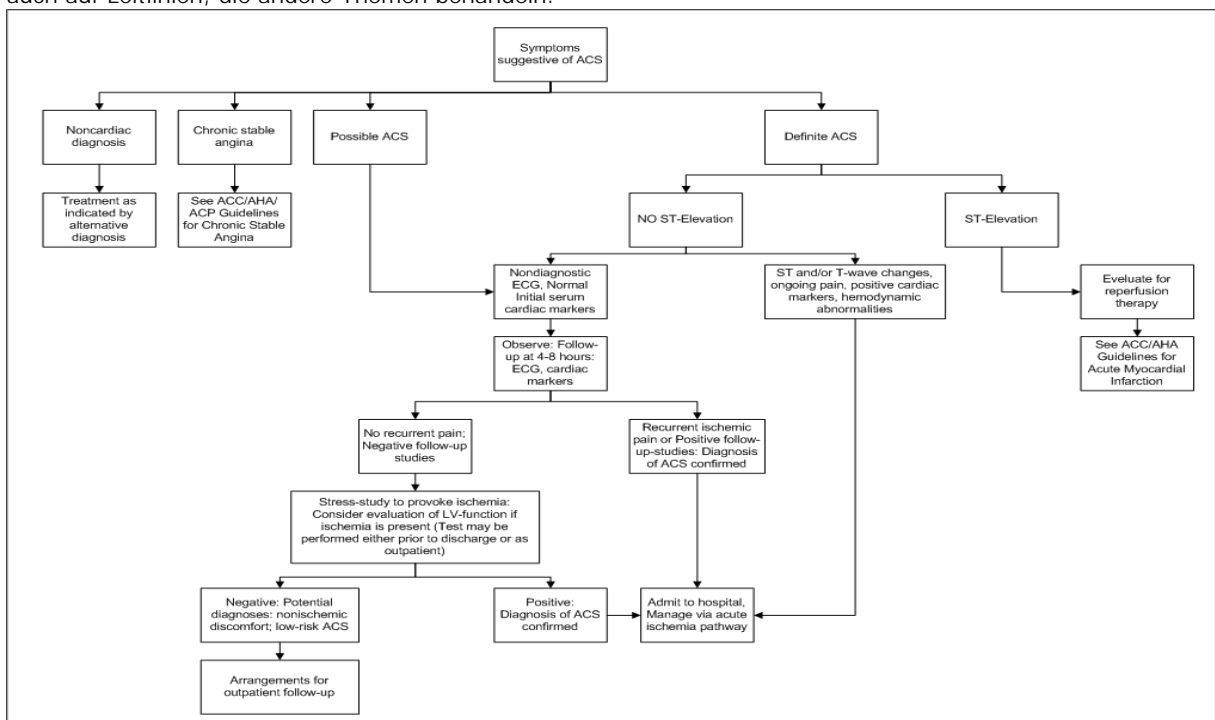 auch auf Leitlinien, die andere Themen behandeln.
Symptoms
suggestive of ACS
Noncardiac
diagnosis
Chronic stable
angina
Possible ACS
Definite ACS
Treatment as
indicated by
alternative
diagnosis
See ACC/AHA/
ACP Guidelines
for Chronic Stable
Angina
NO ST-Elevation
ST-Elevation
Nondiagnostic
ECG, Normal
Initial serum
cardiac markers
ST and/or T-wave changes,
ongoing pain, positive cardiac
markers, hemodynamic
abnormalities
Eveluate for
reperfusion
therapy
Observe: Follow-
up at 4-8 hours:
ECG, cardiac
markers
See ACC/AHA
Guidelines for
Acute Myocardial
Infarction
No recurrent pain;
Negative follow-up
studies
Recurrent ischemic
pain or Positive follow-
up-studies: Diagnosis
of ACS confirmed
Stress-study to provoke ischemia:
Consider evaluation of LV-function if
ischemia is present (Test may be
performed either prior to discharge or as
outpatient)
Negative: Potential
diagnoses: nonischemic
discomfort; low-risk ACS
Positive:
Diagnosis of ACS
confirmed
Admit to hospital,
Manage via acute
ischemia pathway
Arrangements for
outpatient follow-up